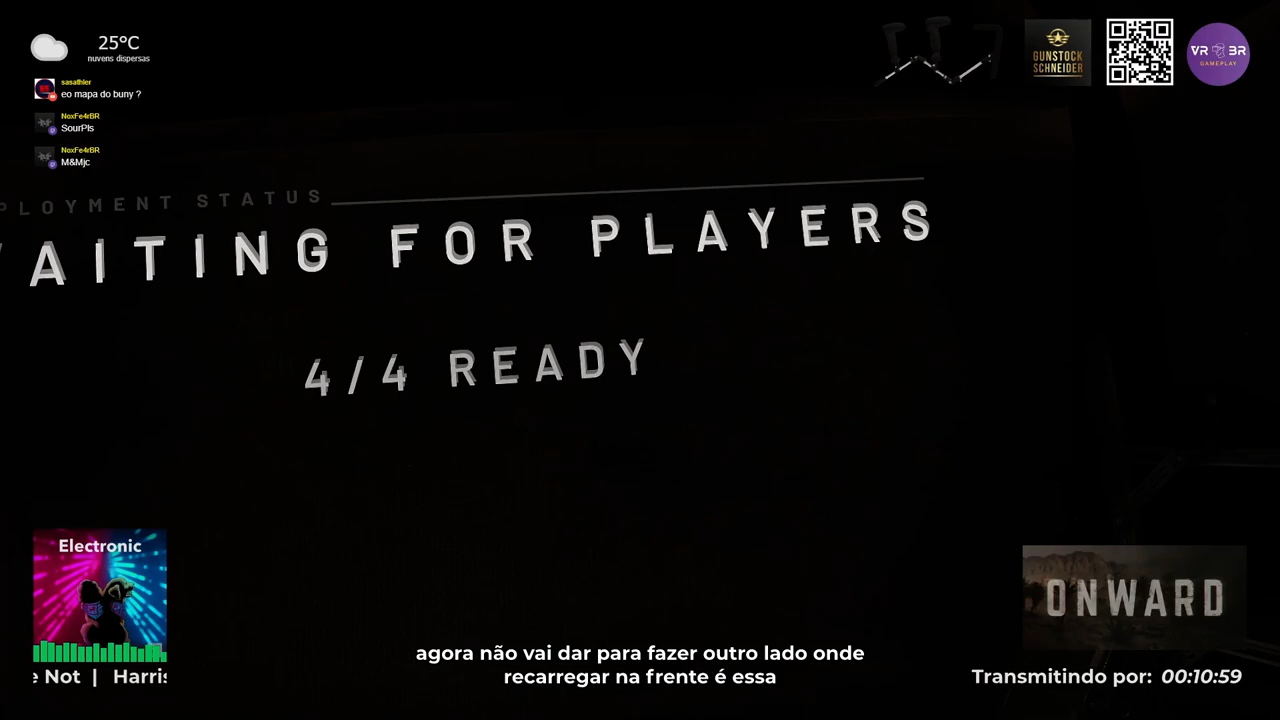 25°C
nuvens dispersas
sasathler
eo mapa do buny ?
NoxFe4rBR
SourPls
NoxFe4rBR
M&Mjc
GUNSTOCK
SCHNEIDER
VR BR
GAMEPLAY
PLOYMENT STATUS
AITING FOR PLAYERS
4/4 READY
Electronic
e Not | Harris
ONWARD
agora não vai dar para fazer outro lado onde
recarregar na frente é essa
Transmitindo por: 00:10:59